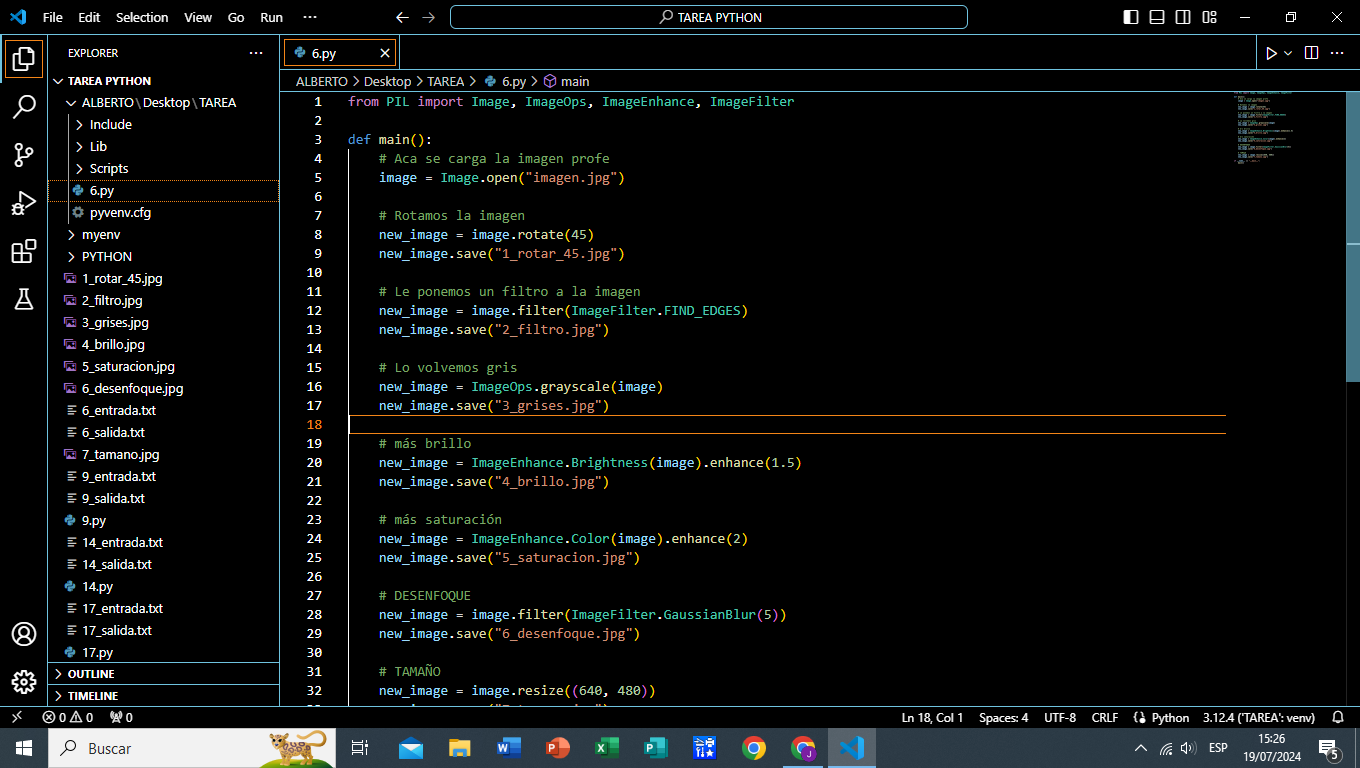 File Edit Selection View Go Run ··· TAREA PYTHON
EXPLORER ···
TAREA PYTHON
ALBERTO\Desktop\TAREA
Include
Lib
Scripts
6.py
pyvenv.cfg
myenv
PYTHON
1_rotar_45.jpg
2_filtro.jpg
3_grises.jpg
4_brillo.jpg
5_saturacion.jpg
6_desenfoque.jpg
6_entrada.txt
6_salida.txt
7_tamano.jpg
9_entrada.txt
9_salida.txt
9.py
14_entrada.txt
14_salida.txt
14.py
17_entrada.txt
17_salida.txt
17.py
OUTLINE
TIMELINE
6.py
ALBERTO > Desktop > TAREA > 6.py > main
1 from PIL import Image, ImageOps, ImageEnhance, ImageFilter
2
3 def main():
4 # Aca se carga la imagen profe
5 image = Image.open("imagen.jpg")
6
7 # Rotamos la imagen
8 new_image = image.rotate(45)
9 new_image.save("1_rotar_45.jpg")
10
11 # Le ponemos un filtro a la imagen
12 new_image = image.filter(ImageFilter.FIND_EDGES)
13 new_image.save("2_filtro.jpg")
14
15 # Lo volvemos gris
16 new_image = ImageOps.grayscale(image)
17 new_image.save("3_grises.jpg")
18
19 # más brillo
20 new_image = ImageEnhance.Brightness(image).enhance(1.5)
21 new_image.save("4_brillo.jpg")
22
23 # más saturación
24 new_image = ImageEnhance.Color(image).enhance(2)
25 new_image.save("5_saturacion.jpg")
26
27 # DESENFOQUE
28 new_image = image.filter(ImageFilter.GaussianBlur(5))
29 new_image.save("6_desenfoque.jpg")
30
31 # TAMAÑO
32 new_image = image.resize((640, 480))
0 0 0 Ln 18, Col 1 Spaces: 4 UTF-8 CRLF Python 3.12.4 ('TAREA': venv)
Buscar
ESP
15:26
19/07/2024
5